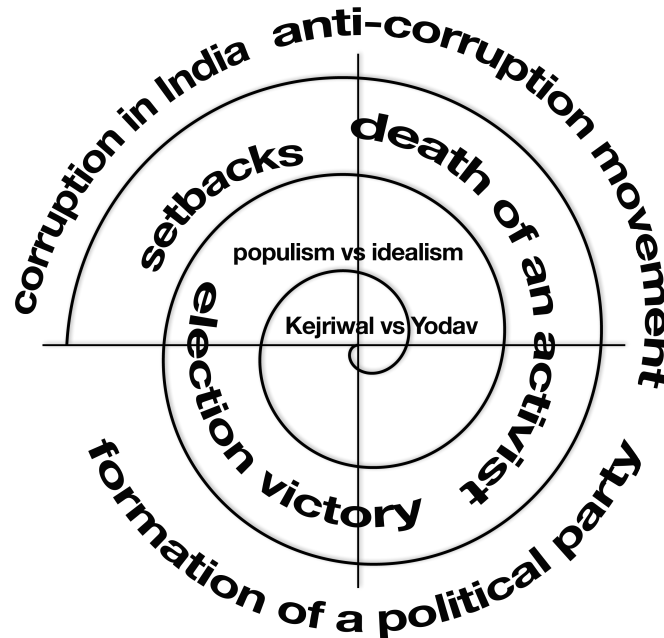 corruption in India
anti-corruption movement
formation of a political party
setbacks
death of an activist
election victory
populism vs idealism
Kejriwal vs Yodav